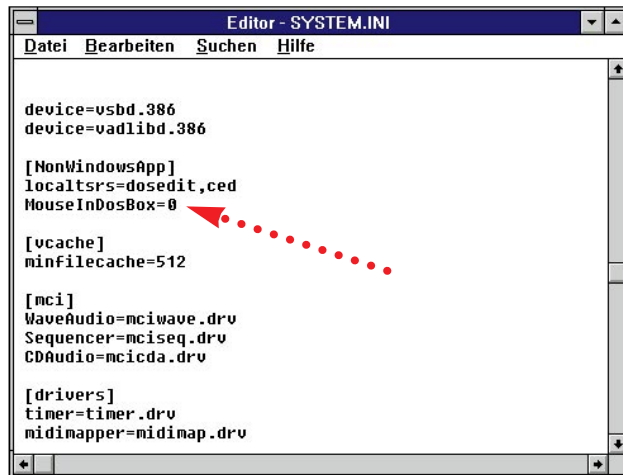 Editor - SYSTEM.INI
Datei Bearbeiten Suchen Hilfe
device=vsbd.386
device=vadlibd.386
[NonWindowsApp]
localtsrs=dosedit,ced
MouseInDosBox=0
[vcache]
minfilecache=512
[mci]
WaveAudio=mciwave.drv
Sequencer=mciseq.drv
CDAudio=mcicda.drv
[drivers]
timer=timer.drv
midimapper=midimap.drv